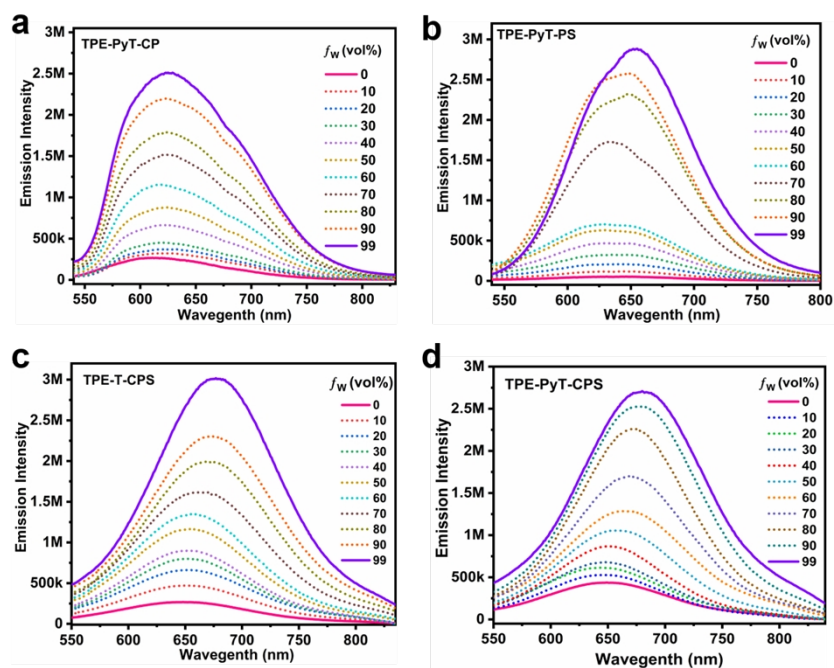 a
TPE-PyT-CP
fw (vol%)
0
10
20
30
40
50
60
70
80
90
99
3M
2.5M
2M
1.5M
1M
500k
0
Emission Intensity
550 600 650 700 750 800
Wavegenth (nm)
b
TPE-PyT-PS
fw (vol%)
0
10
20
30
40
50
60
70
80
90
99
3M
2.5M
2M
1.5M
1M
500k
0
Emission Intensity
550 600 650 700 750 800
Wavegenth (nm)
c
TPE-T-CPS
fw (vol%)
0
10
20
30
40
50
60
70
80
90
99
3M
2.5M
2M
1.5M
1M
500k
0
Emission Intensity
550 600 650 700 750 800
Wavegenth (nm)
d
TPE-PyT-CPS
fw (vol%)
0
10
20
30
40
50
60
70
80
90
99
3M
2.5M
2M
1.5M
1M
500k
0
Emission Intensity
550 600 650 700 750 800
Wavegenth (nm)